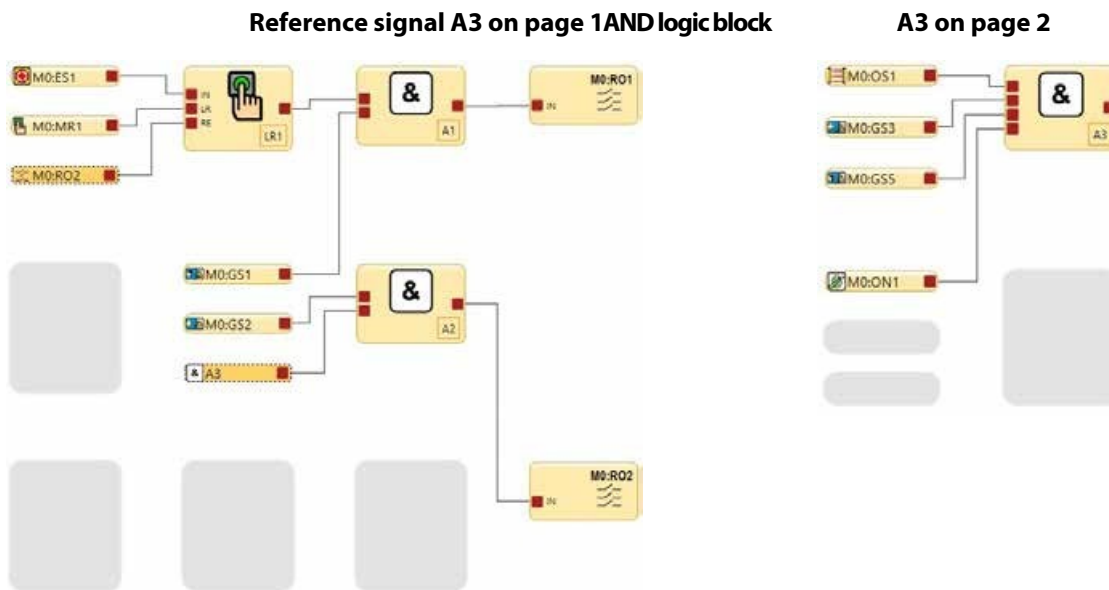 Reference signal A3 on page 1AND logic block
A3 on page 2
M0:ES1
M0:MR1
M0:RO2
IN
LR
RE
LR1
&
A1
M0:RO1
IN
M0:GS1
M0:GS2
& A3
&
A2
M0:RO2
IN
M0:OS1
M0:GS3
M0:GS5
M0:ON1
&
A3